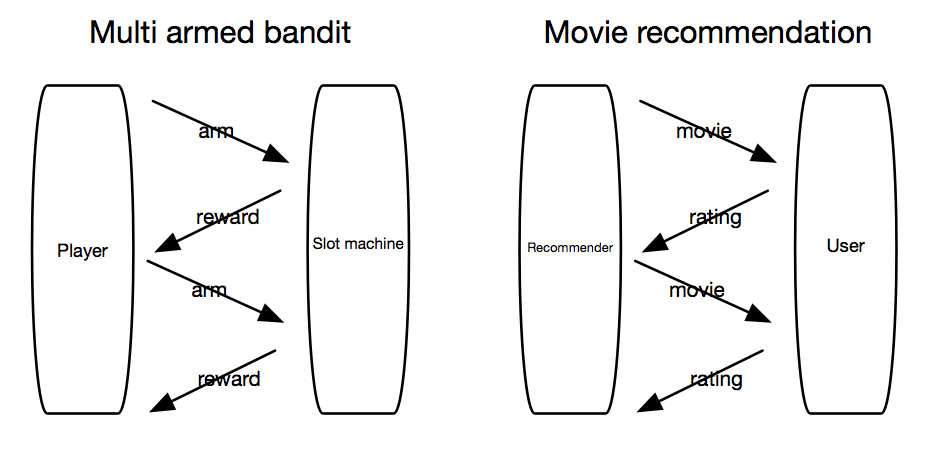 Multi armed bandit
Player
arm
reward
arm
reward
Slot machine
Movie recommendation
Recommender
movie
rating
movie
rating
User